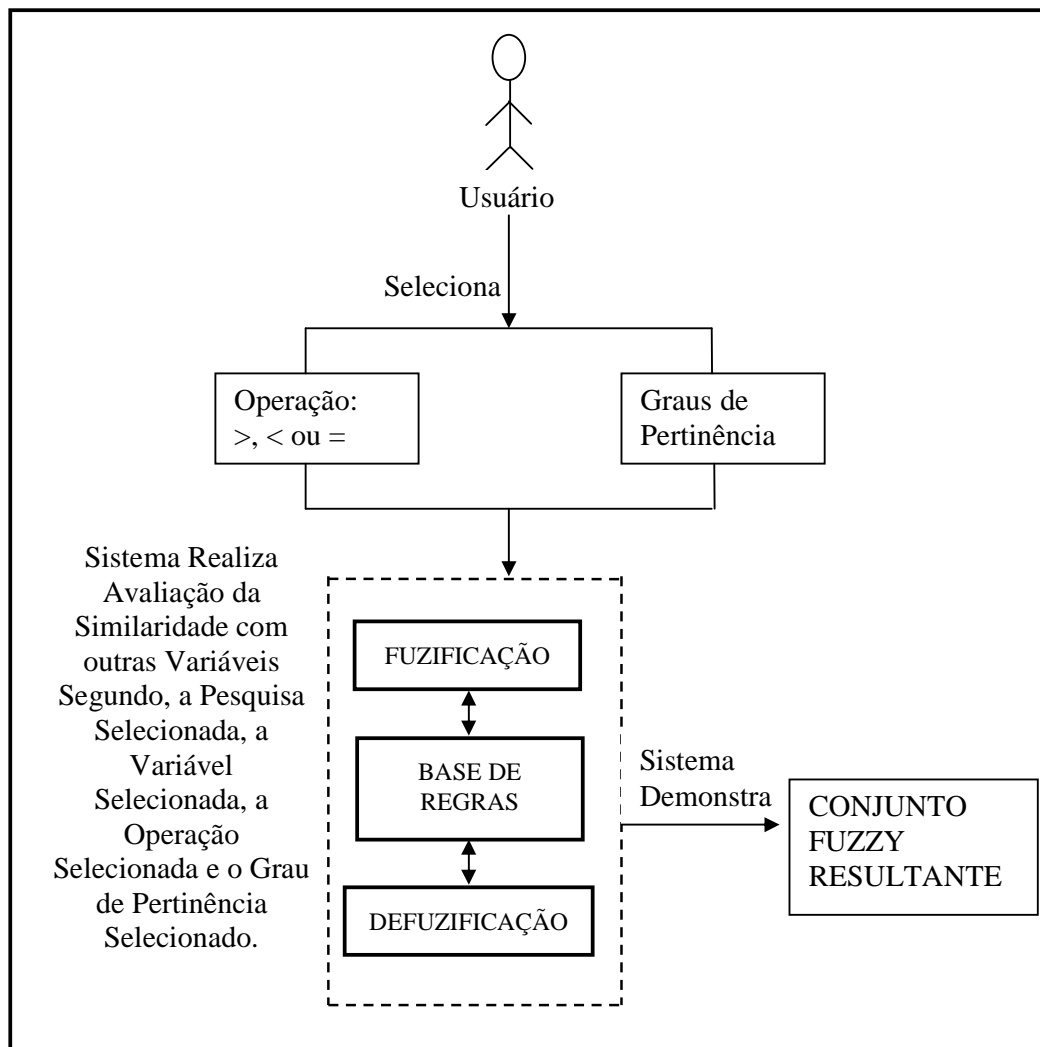 Usuário
Seleciona
Operação:
>, < ou =
Graus de
Pertinência
Sistema Realiza
Avaliação da
Similaridade com
outras Variáveis
Segundo, a Pesquisa
Selecionada, a
Variável
Selecionada, a
Operação
Selecionada e o Grau
de Pertinência
Selecionado.
FUZIFICAÇÃO
BASE DE
REGRAS
DEFUZIFICAÇÃO
Sistema
Demonstra
CONJUNTO
FUZZY
RESULTANTE